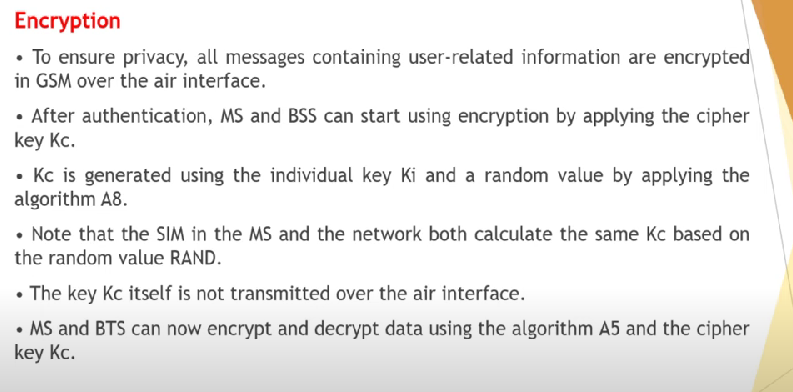 Encryption
• To ensure privacy, all messages containing user-related information are encrypted
in GSM over the air interface.
• After authentication, MS and BSS can start using encryption by applying the cipher
key Kc.
• Kc is generated using the individual key Ki and a random value by applying the
algorithm A8.
• Note that the SIM in the MS and the network both calculate the same Kc based on
the random value RAND.
• The key Kc itself is not transmitted over the air interface.
• MS and BTS can now encrypt and decrypt data using the algorithm A5 and the cipher
key Kc.